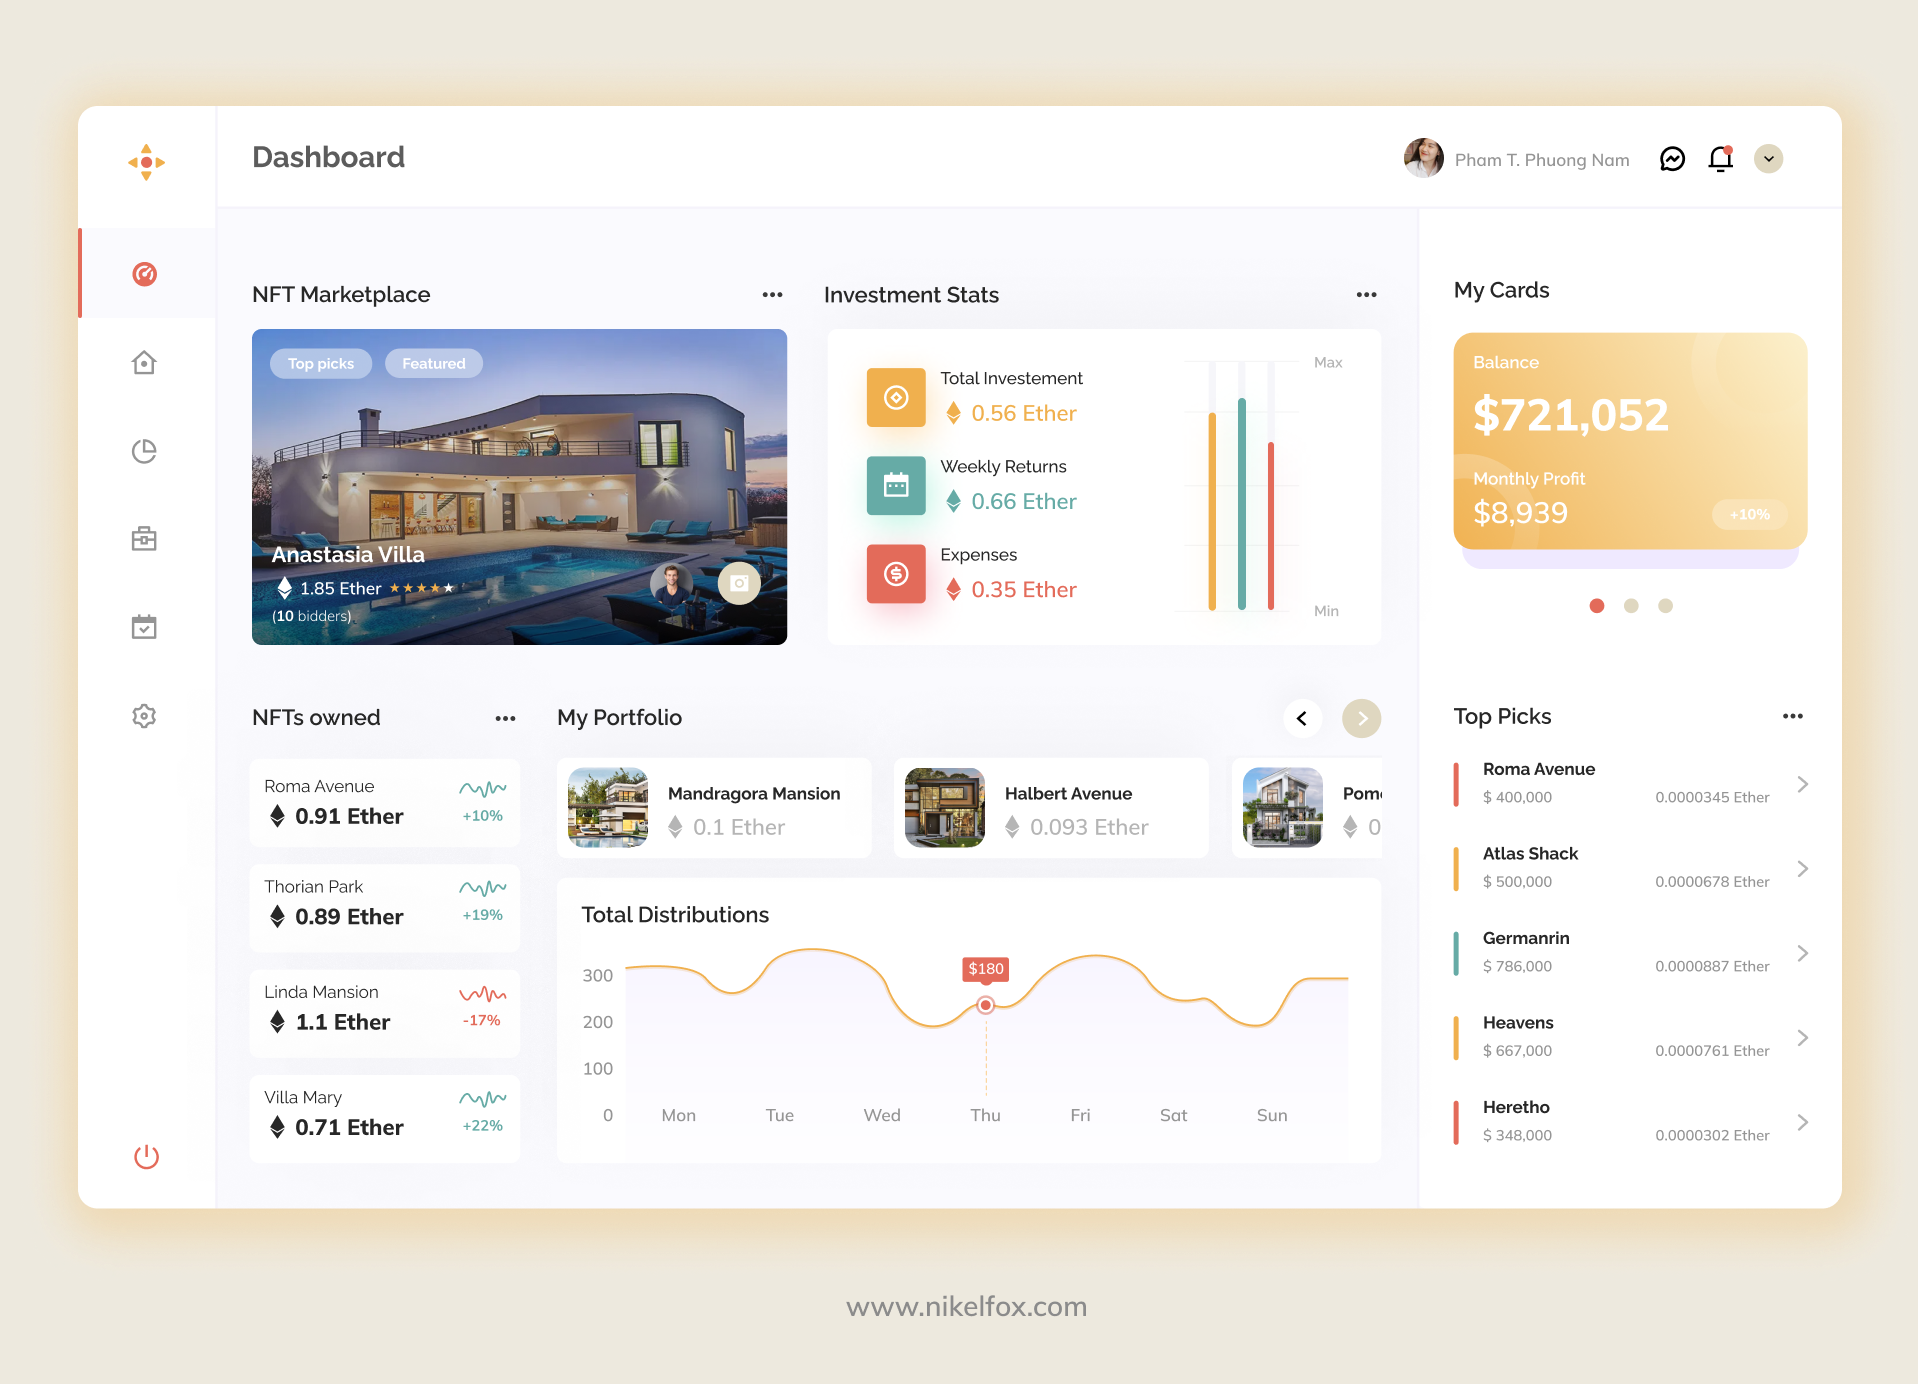 Dashboard
Pham T. Phuong Nam
NFT Marketplace
Top picks
Featured
Anastasia Villa
1.85 Ether
(10 bidders)
Investment Stats
Total Investement
0.56 Ether
Weekly Returns
0.66 Ether
Expenses
0.35 Ether
Max
Min
My Cards
Balance
$721,052
Monthly Profit
$8,939
+10%
NFTs owned
Roma Avenue
0.91 Ether
+10%
Thorian Park
0.89 Ether
+19%
Linda Mansion
1.1 Ether
-17%
Villa Mary
0.71 Ether
+22%
My Portfolio
Mandragora Mansion
0.1 Ether
Halbert Avenue
0.093 Ether
Total Distributions
300
200
100
0
$180
Mon Tue Wed Thu Fri Sat Sun
Top Picks
Roma Avenue
$ 400,000 0.0000345 Ether
Atlas Shack
$ 500,000 0.0000678 Ether
Germanrin
$ 786,000 0.0000887 Ether
Heavens
$ 667,000 0.0000761 Ether
Heretho
$ 348,000 0.0000302 Ether
www.nikelfox.com